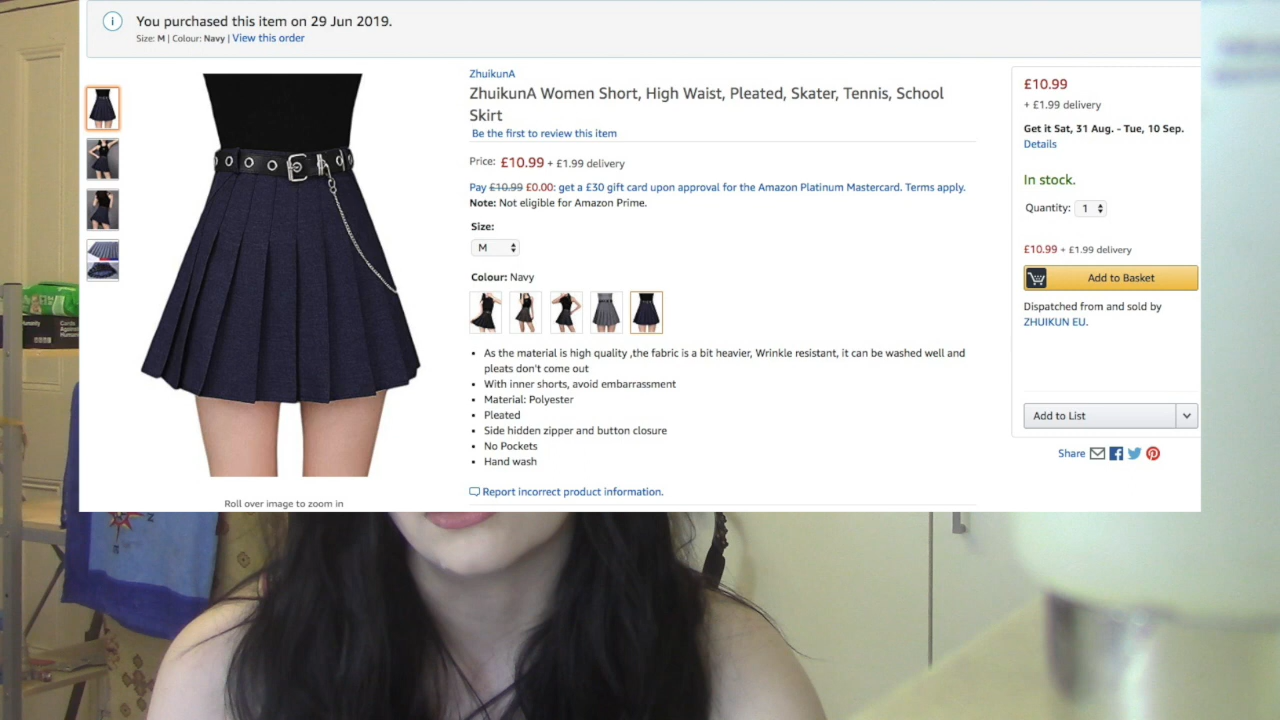 You purchased this item on 29 Jun 2019.
Size: M | Colour: Navy | View this order
ZhuikunA
ZhuikunA Women Short, High Waist, Pleated, Skater, Tennis, School
Skirt
Be the first to review this item
Price: £10.99 + £1.99 delivery
Pay £10.99 £0.00: get a £30 gift card upon approval for the Amazon Platinum Mastercard. Terms apply.
Note: Not eligible for Amazon Prime.
Size:
M
Colour: Navy
• As the material is high quality ,the fabric is a bit heavier, Wrinkle resistant, it can be washed well and
pleats don't come out
• With inner shorts, avoid embarrassment
• Material: Polyester
• Pleated
• Side hidden zipper and button closure
• No Pockets
• Hand wash
Report incorrect product information.
Roll over image to zoom in
£10.99
+ £1.99 delivery
Get it Sat, 31 Aug. - Tue, 10 Sep.
Details
In stock.
Quantity: 1
£10.99 + £1.99 delivery
Add to Basket
Dispatched from and sold by
ZHUIKUN EU.
Add to List
Share
Cards
Against